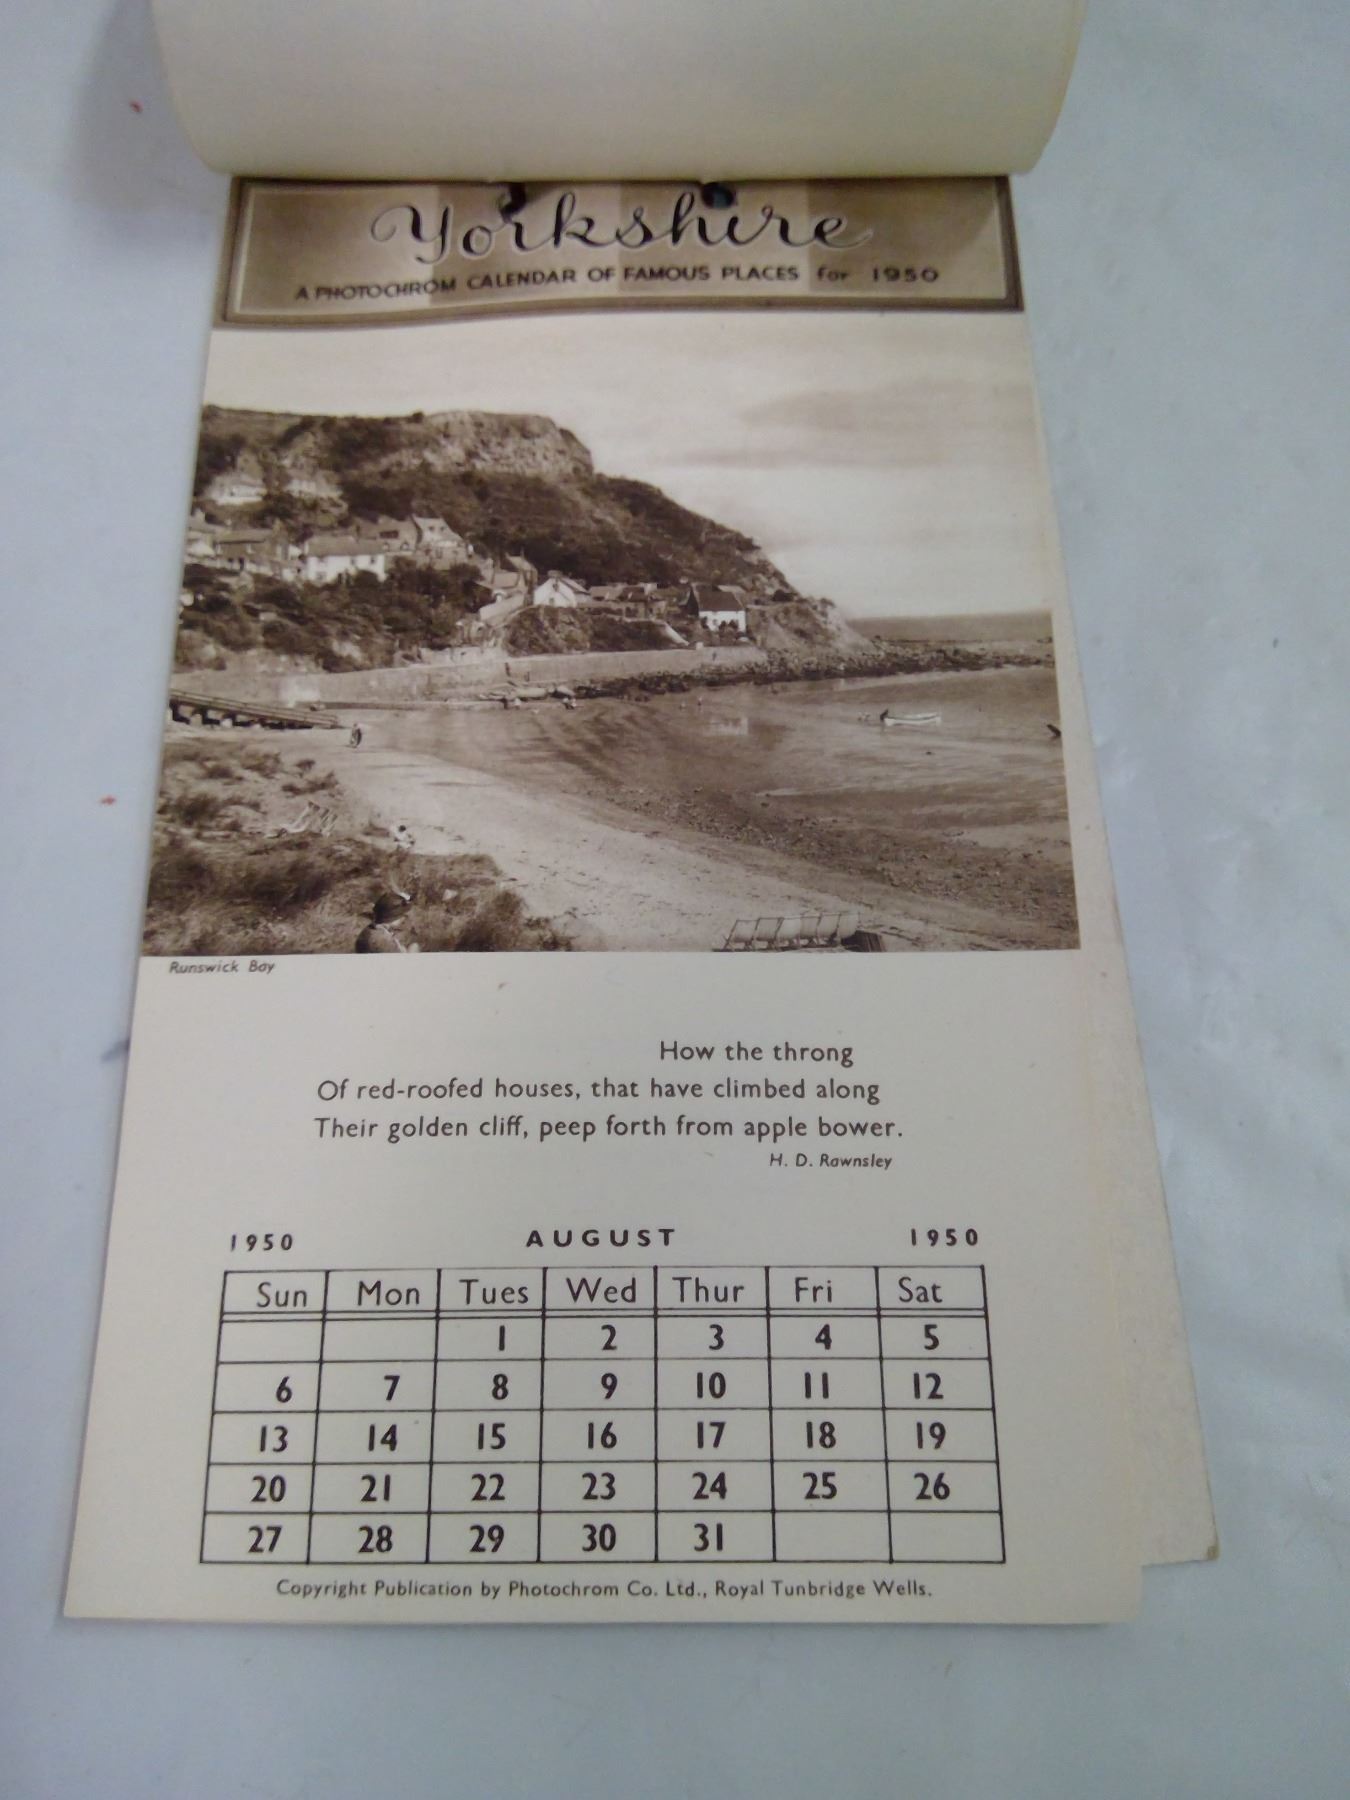 Yorkshire
A PHOTOCHROM CALENDAR OF FAMOUS PLACES for 1950
Runswick Bay
How the throng
Of red-roofed houses, that have climbed along
Their golden cliff, peep forth from apple bower.
H. D. Rawnsley
1950 AUGUST 1950
Sun Mon Tues Wed Thur Fri Sat
1 2 3 4 5
6 7 8 9 10 11 12
13 14 15 16 17 18 19
20 21 22 23 24 25 26
27 28 29 30 31
Copyright Publication by Photochrom Co. Ltd., Royal Tunbridge Wells.